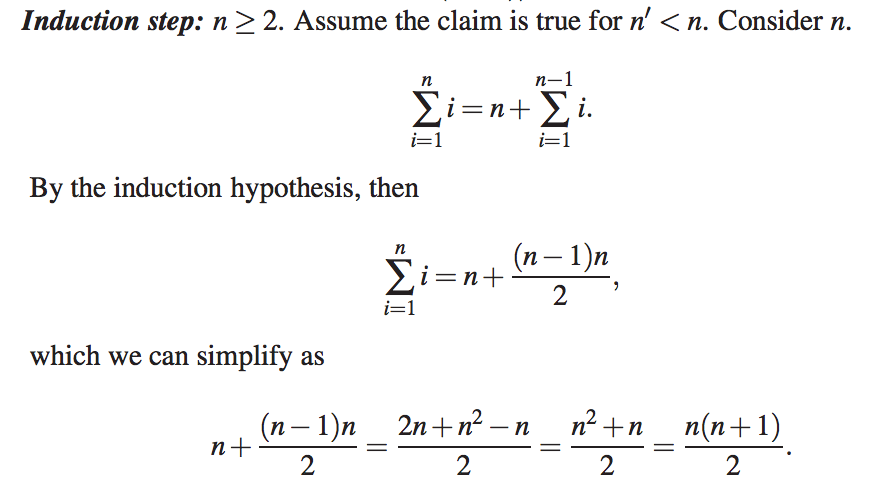 Induction step: n ≥ 2. Assume the claim is true for n′ < n. Consider n.
\sum_{i=1}^{n} i = n + \sum_{i=1}^{n-1} i.
By the induction hypothesis, then
\sum_{i=1}^{n} i = n + \frac{(n-1)n}{2},
which we can simplify as
n + \frac{(n-1)n}{2} = \frac{2n+n^2-n}{2} = \frac{n^2+n}{2} = \frac{n(n+1)}{2}.